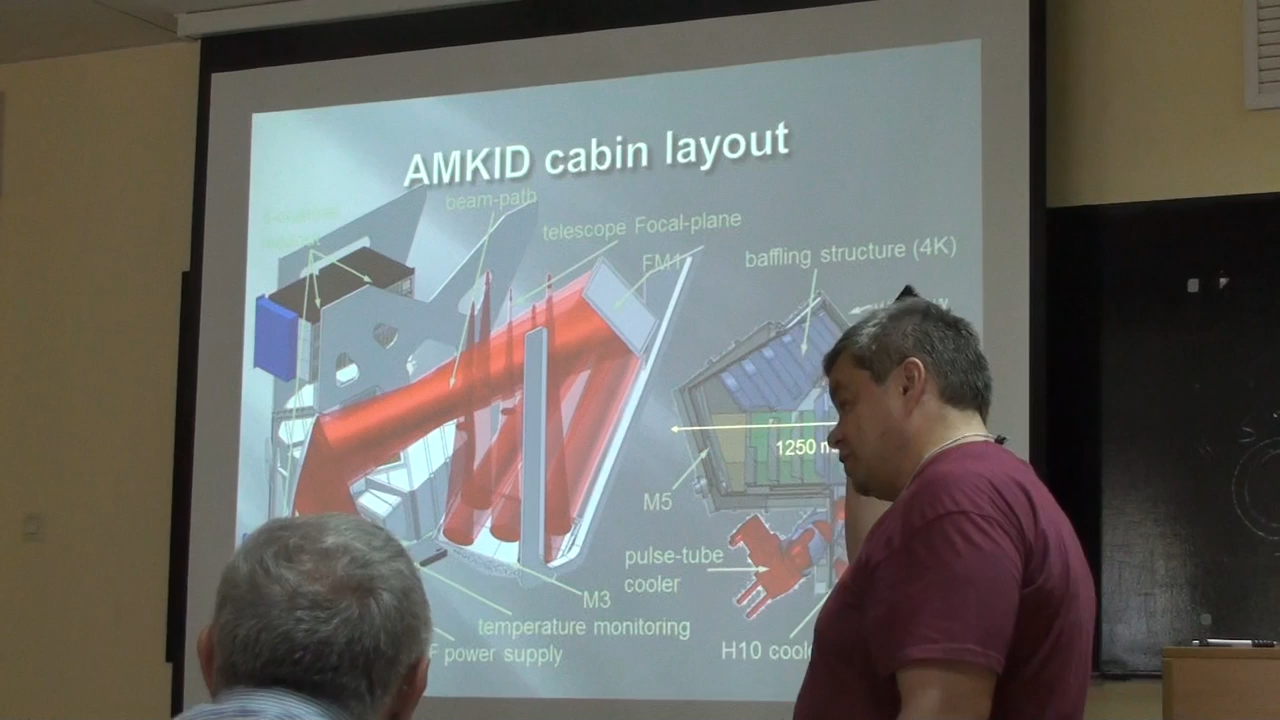 AMKID cabin layout
beam-path
telescope Focal-plane
FM1
baffling structure (4K)
1250
M5
pulse-tube
cooler
M3
temperature monitoring
power supply
H10